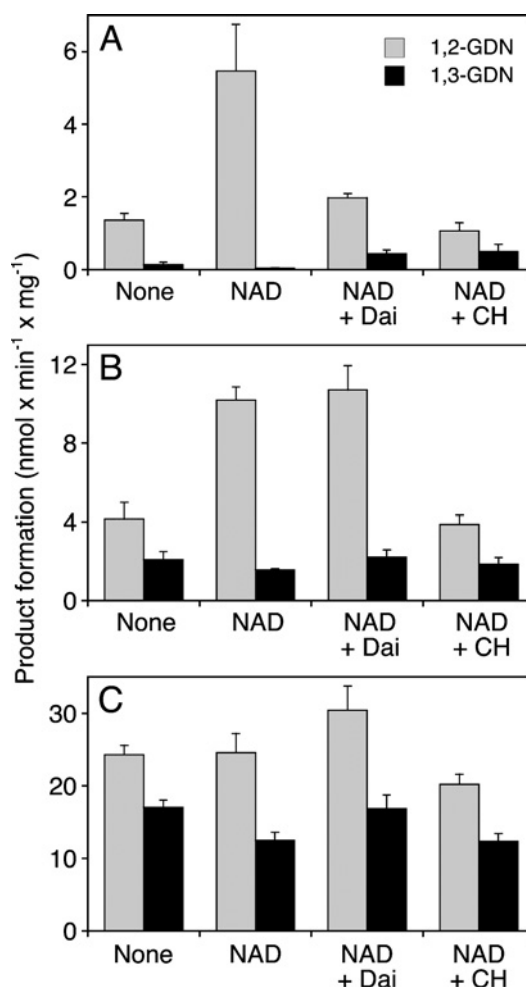 Product formation (nmol x min⁻¹ x mg⁻¹)
A
1,2-GDN
1,3-GDN
6
4
2
0
None NAD NAD NAD
+ Dai + CH
B
12
8
4
0
None NAD NAD NAD
+ Dai + CH
C
30
20
10
0
None NAD NAD NAD
+ Dai + CH